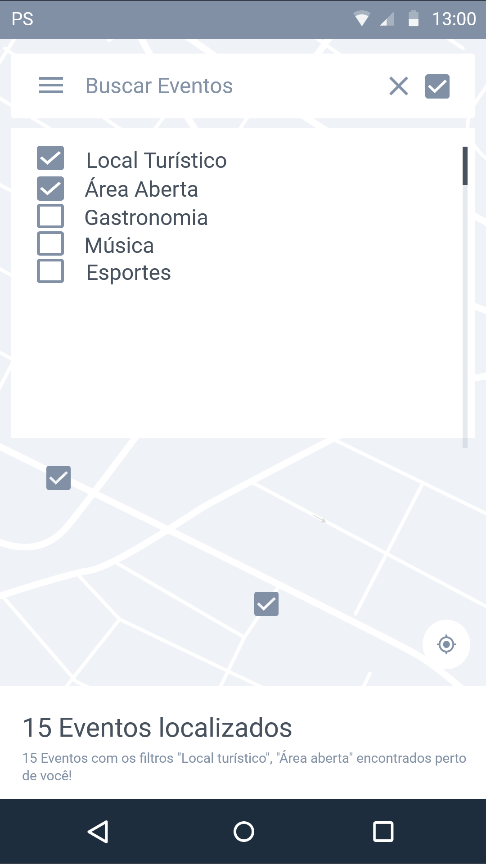 PS 13:00
Buscar Eventos
Local Turístico
Área Aberta
Gastronomia
Música
Esportes
15 Eventos localizados
15 Eventos com os filtros "Local turístico", "Área aberta" encontrados perto
de você!